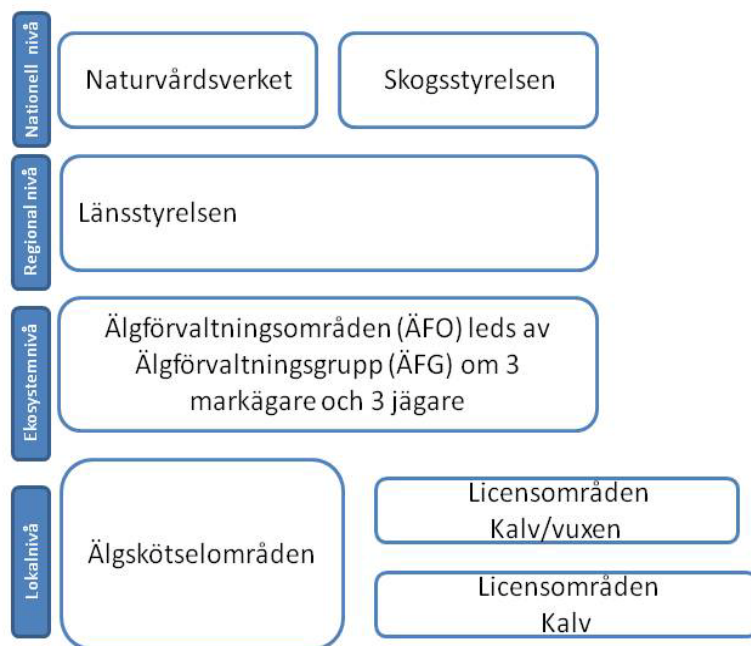 Nationell nivå
Naturvårdsverket
Skogsstyrelsen
Regional nivå
Länsstyrelsen
Ekosystemnivå
Älgförvaltningsområden (ÄFO) leds av
Älgförvaltningsgrupp (ÄFG) om 3
markägare och 3 jägare
Lokalnivå
Älgskötselområden
Licensområden
Kalv/vuxen
Licensområden
Kalv